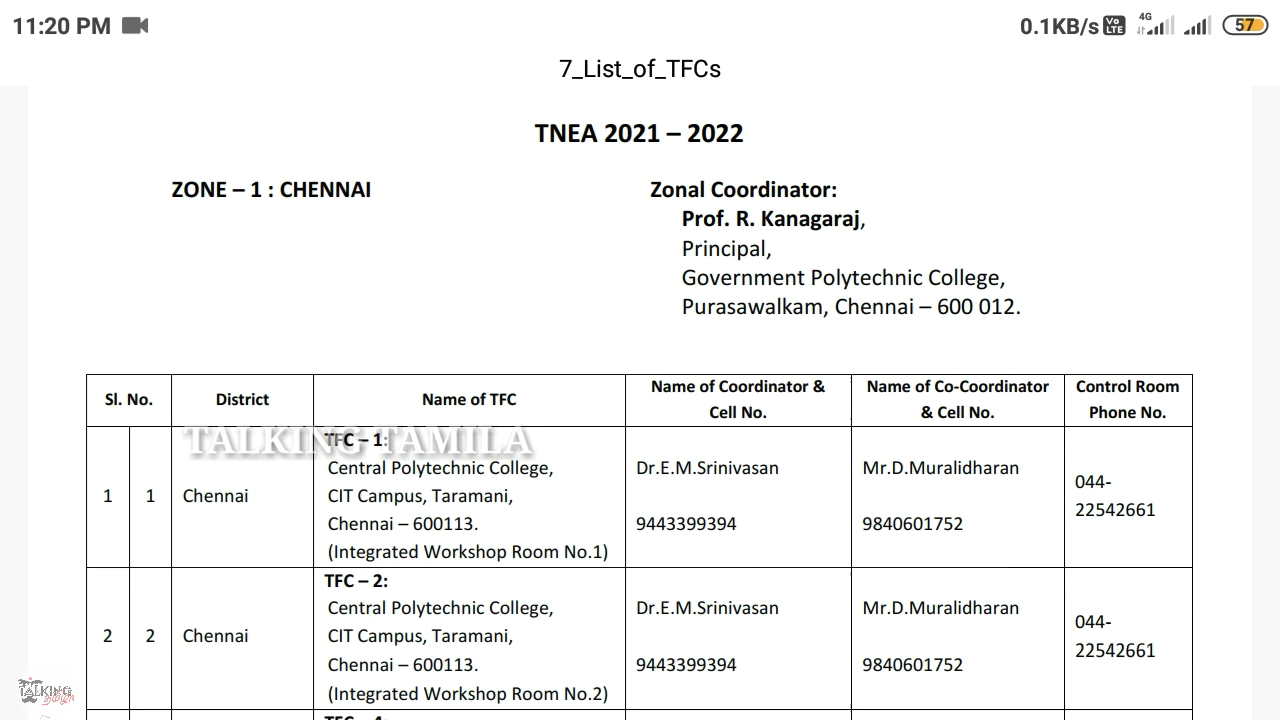 11:20 PM
0.1KB/s Vo LTE 4G 57
7_List_of_TFCs
TNEA 2021 – 2022
ZONE – 1 : CHENNAI
Zonal Coordinator:
Prof. R. Kanagaraj,
Principal,
Government Polytechnic College,
Purasawalkam, Chennai – 600 012.
Sl. No.
District
Name of TFC
Name of Coordinator &
Cell No.
Name of Co-Coordinator
& Cell No.
Control Room
Phone No.
TALKING TAMILA
1
1
Chennai
TFC – 1:
Central Polytechnic College,
CIT Campus, Taramani,
Chennai – 600113.
(Integrated Workshop Room No.1)
Dr.E.M.Srinivasan
9443399394
Mr.D.Muralidharan
9840601752
044-
22542661
2
2
Chennai
TFC – 2:
Central Polytechnic College,
CIT Campus, Taramani,
Chennai – 600113.
(Integrated Workshop Room No.2)
Dr.E.M.Srinivasan
9443399394
Mr.D.Muralidharan
9840601752
044-
22542661
TFC – 4:
TALKING